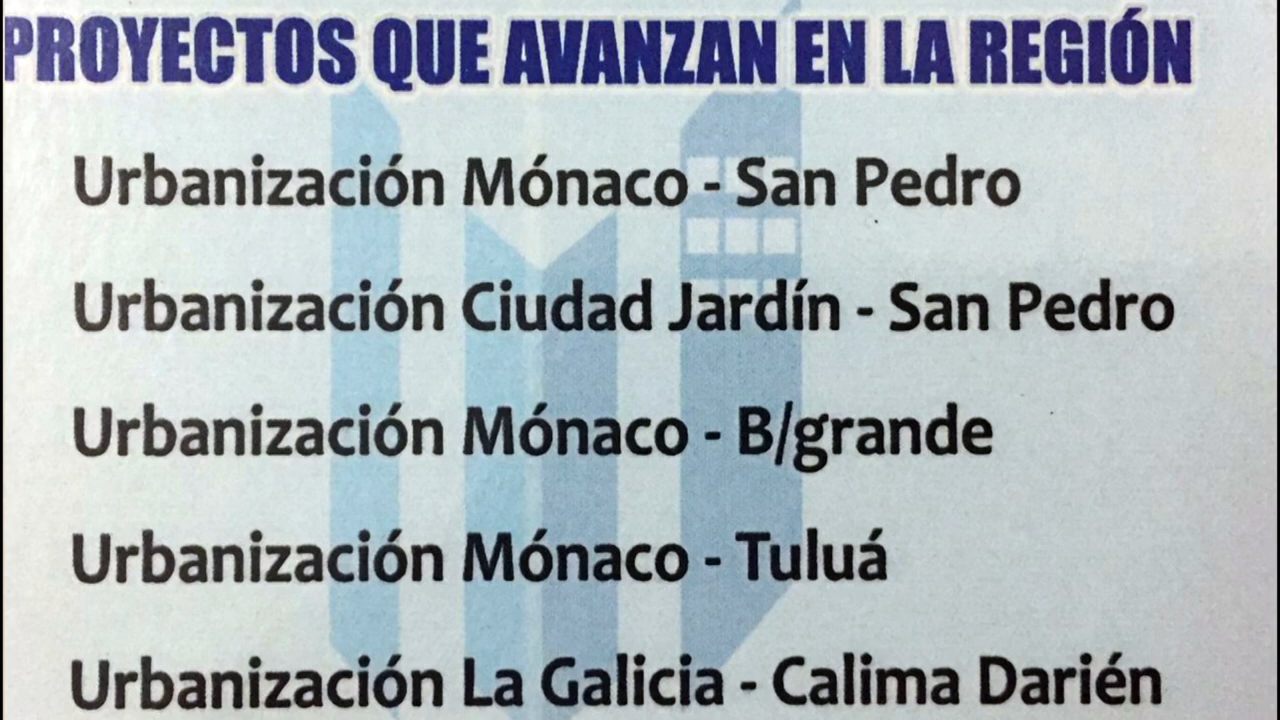 PROYECTOS QUE AVANZAN EN LA REGIÓN
Urbanización Mónaco - San Pedro
Urbanización Ciudad Jardín - San Pedro
Urbanización Mónaco - B/grande
Urbanización Mónaco - Tuluá
Urbanización La Galicia - Calima Darién